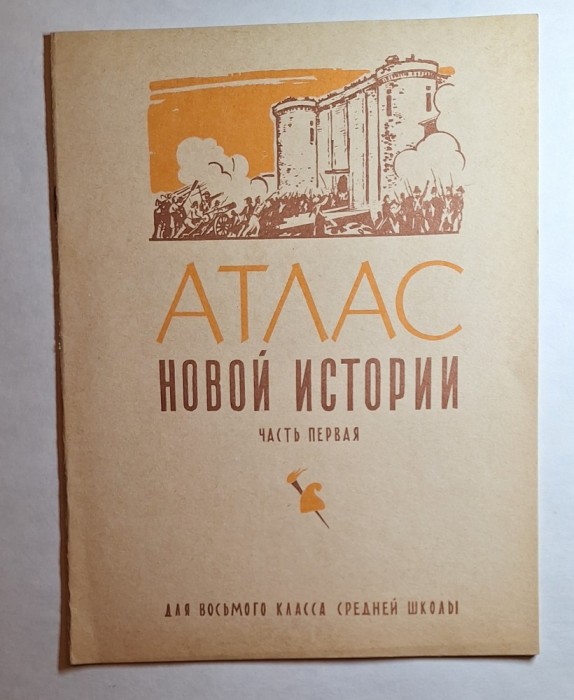 АТЛАС
НОВОЙ ИСТОРИИ
ЧАСТЬ ПЕРВАЯ
ДЛЯ ВОСЬМОГО КЛАССА СРЕДНЕЙ ШКОЛЫ